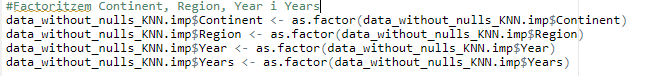 #Factoritzem Continent, Region, Year i Years
data_without_nulls_KNN.imp$Continent <- as.factor(data_without_nulls_KNN.imp$Continent)
data_without_nulls_KNN.imp$Region <- as.factor(data_without_nulls_KNN.imp$Region)
data_without_nulls_KNN.imp$Year <- as.factor(data_without_nulls_KNN.imp$Year)
data_without_nulls_KNN.imp$Years <- as.factor(data_without_nulls_KNN.imp$Years)